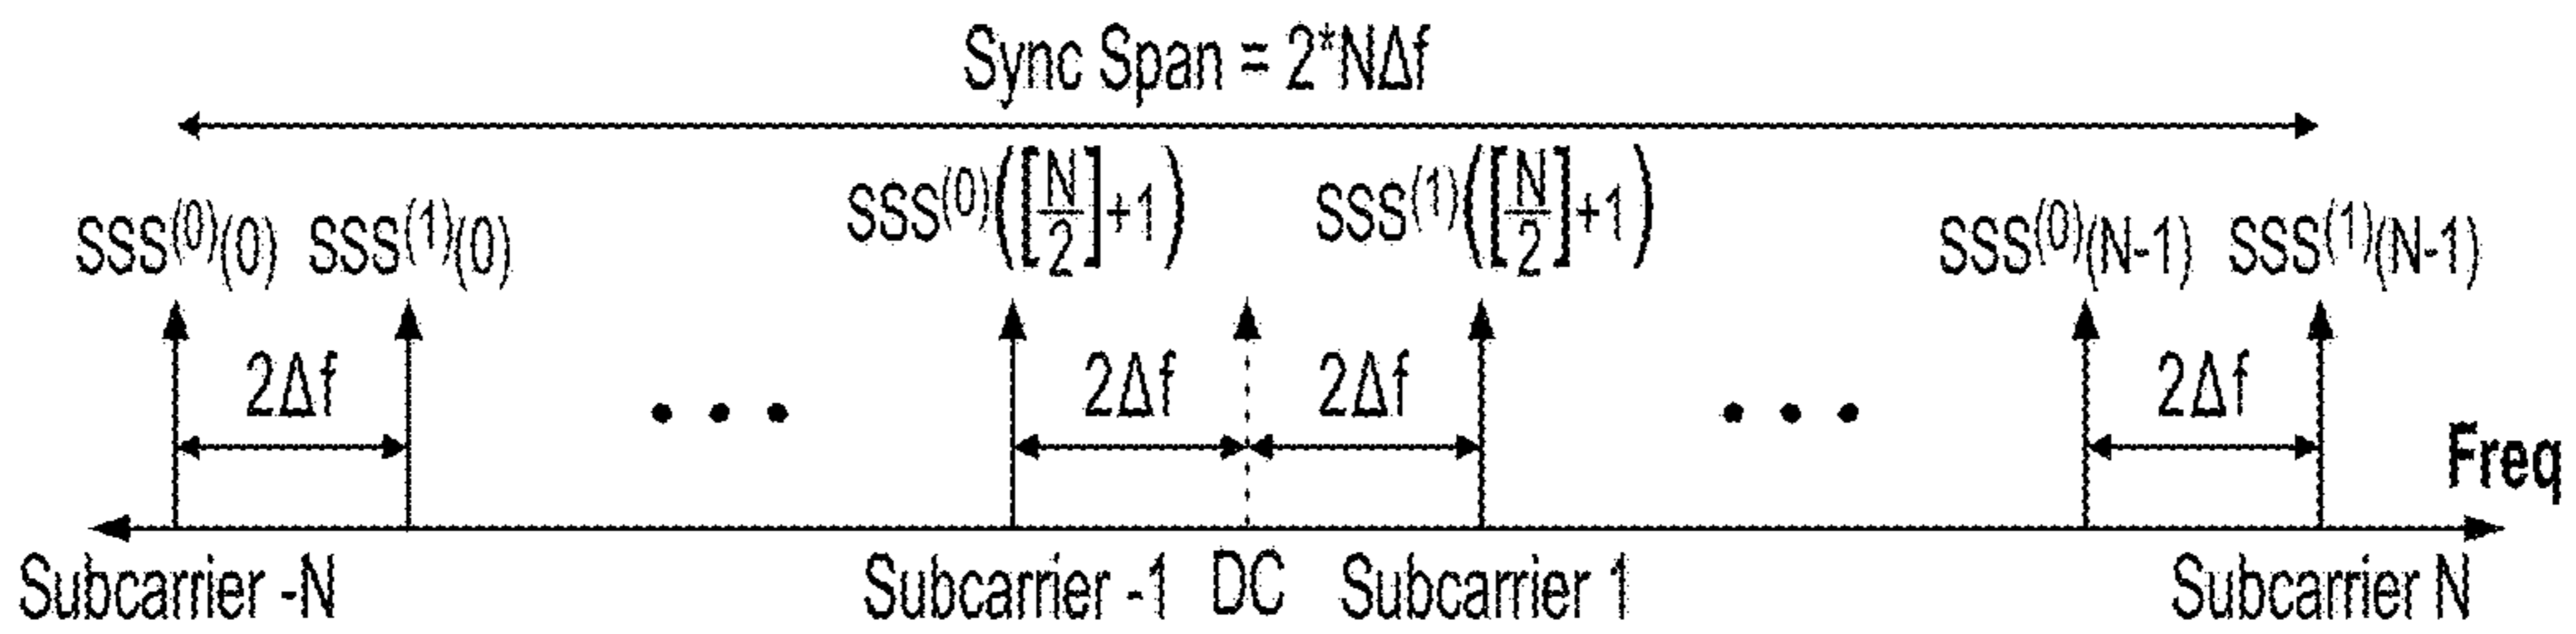 Sync Span = 2*NΔf
SSS(0)(0) SSS(1)(0) SSS(0)([N/2]+1) SSS(1)([N/2]+1) SSS(0)(N-1) SSS(1)(N-1)
2Δf 2Δf 2Δf 2Δf
Freq
Subcarrier -N Subcarrier -1 DC Subcarrier 1 Subcarrier N